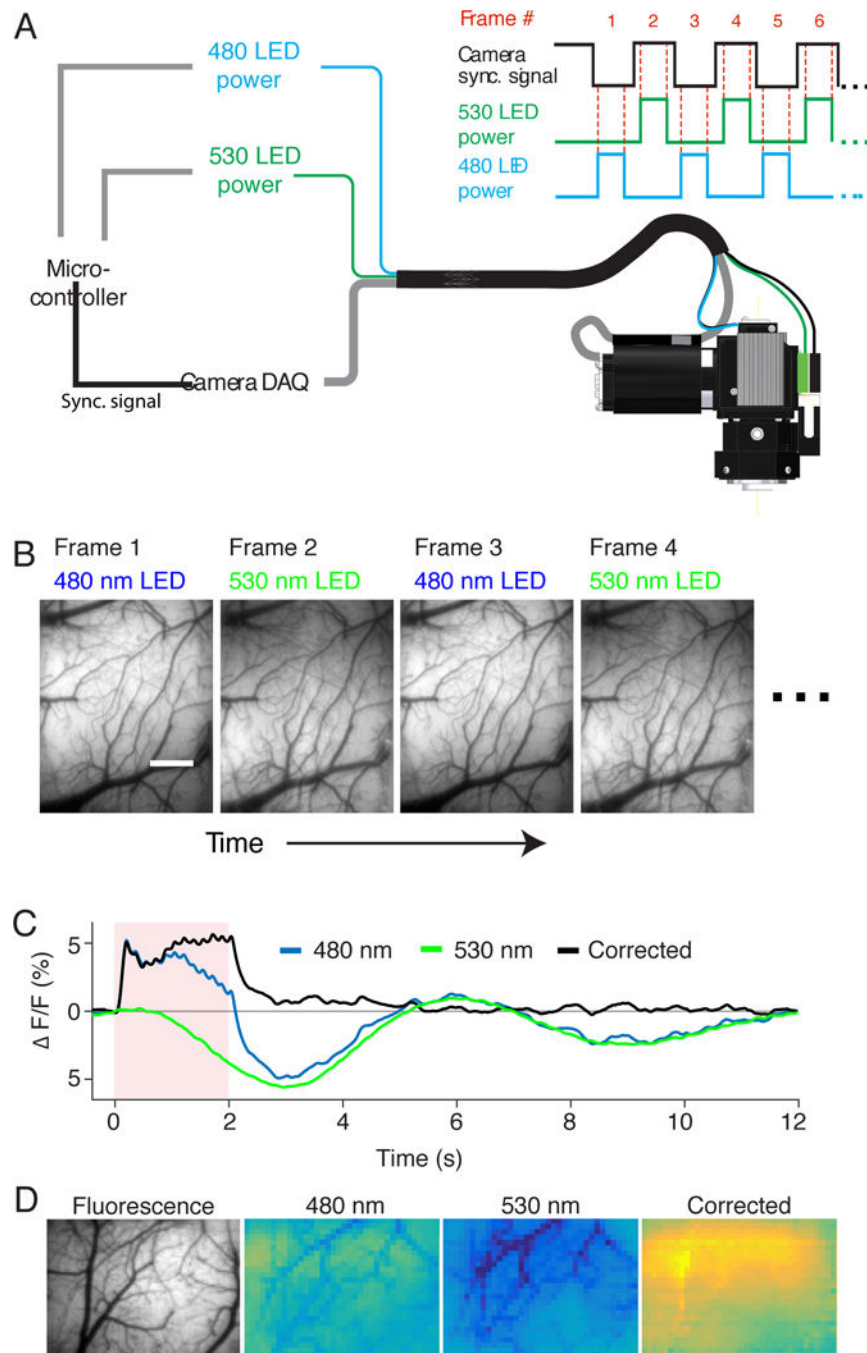 A
480 LED
power
530 LED
power
Micro-
controller
Sync. signal
Camera DAQ
Frame # 1 2 3 4 5 6
Camera
sync. signal
530 LED
power
480 LED
power
B
Frame 1 Frame 2 Frame 3 Frame 4
480 nm LED 530 nm LED 480 nm LED 530 nm LED
Time
C
480 nm 530 nm Corrected
Δ F/F (%)
5
0
5
0 2 4 6 8 10 12
Time (s)
D
Fluorescence 480 nm 530 nm Corrected